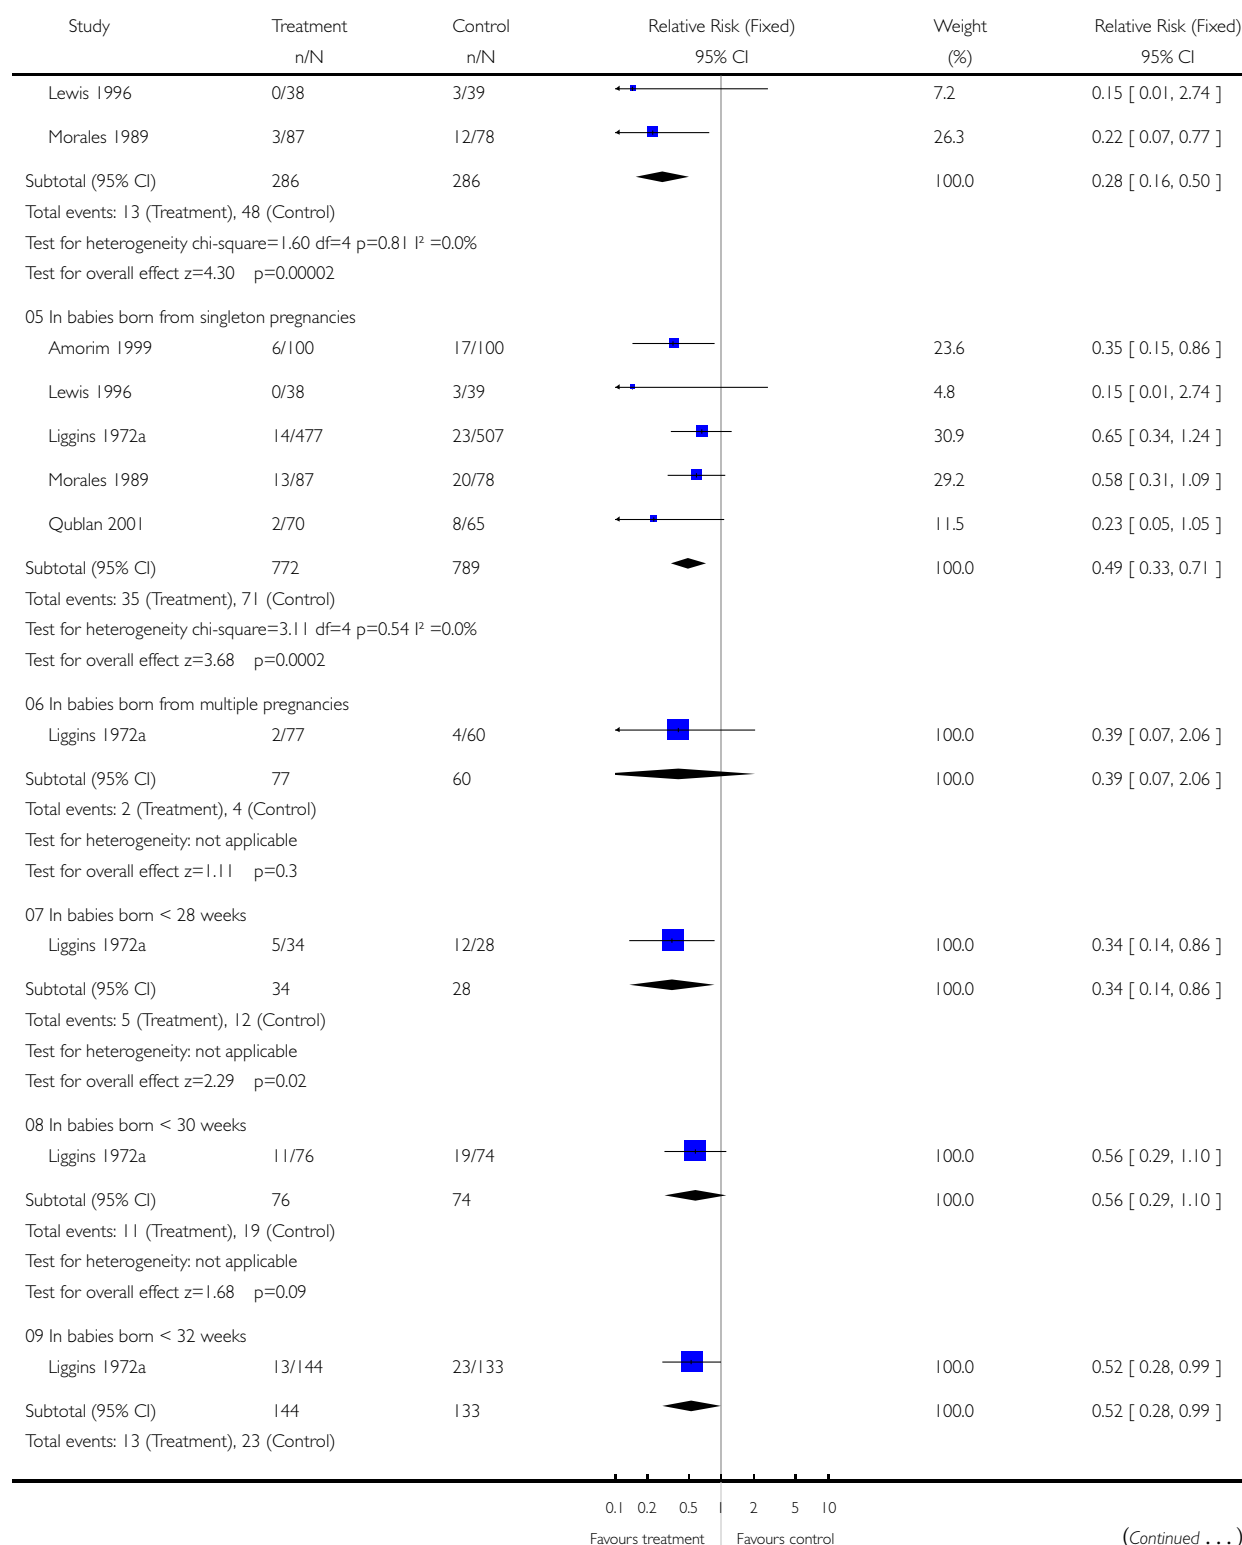 Study Treatment Control Relative Risk (Fixed) Weight Relative Risk (Fixed)
n/N n/N 95% CI (%) 95% CI
Lewis 1996 0/38 3/39 7.2 0.15 [ 0.01, 2.74 ]
Morales 1989 3/87 12/78 26.3 0.22 [ 0.07, 0.77 ]
Subtotal (95% CI) 286 286 100.0 0.28 [ 0.16, 0.50 ]
Total events: 13 (Treatment), 48 (Control)
Test for heterogeneity chi-square=1.60 df=4 p=0.81 I² =0.0%
Test for overall effect z=4.30 p=0.00002
05 In babies born from singleton pregnancies
Amorim 1999 6/100 17/100 23.6 0.35 [ 0.15, 0.86 ]
Lewis 1996 0/38 3/39 4.8 0.15 [ 0.01, 2.74 ]
Liggins 1972a 14/477 23/507 30.9 0.65 [ 0.34, 1.24 ]
Morales 1989 13/87 20/78 29.2 0.58 [ 0.31, 1.09 ]
Qublan 2001 2/70 8/65 11.5 0.23 [ 0.05, 1.05 ]
Subtotal (95% CI) 772 789 100.0 0.49 [ 0.33, 0.71 ]
Total events: 35 (Treatment), 71 (Control)
Test for heterogeneity chi-square=3.11 df=4 p=0.54 I² =0.0%
Test for overall effect z=3.68 p=0.0002
06 In babies born from multiple pregnancies
Liggins 1972a 2/77 4/60 100.0 0.39 [ 0.07, 2.06 ]
Subtotal (95% CI) 77 60 100.0 0.39 [ 0.07, 2.06 ]
Total events: 2 (Treatment), 4 (Control)
Test for heterogeneity: not applicable
Test for overall effect z=1.11 p=0.3
07 In babies born < 28 weeks
Liggins 1972a 5/34 12/28 100.0 0.34 [ 0.14, 0.86 ]
Subtotal (95% CI) 34 28 100.0 0.34 [ 0.14, 0.86 ]
Total events: 5 (Treatment), 12 (Control)
Test for heterogeneity: not applicable
Test for overall effect z=2.29 p=0.02
08 In babies born < 30 weeks
Liggins 1972a 11/76 19/74 100.0 0.56 [ 0.29, 1.10 ]
Subtotal (95% CI) 76 74 100.0 0.56 [ 0.29, 1.10 ]
Total events: 11 (Treatment), 19 (Control)
Test for heterogeneity: not applicable
Test for overall effect z=1.68 p=0.09
09 In babies born < 32 weeks
Liggins 1972a 13/144 23/133 100.0 0.52 [ 0.28, 0.99 ]
Subtotal (95% CI) 144 133 100.0 0.52 [ 0.28, 0.99 ]
Total events: 13 (Treatment), 23 (Control)
0.1 0.2 0.5 1 2 5 10
Favours treatment Favours control (Continued . . . )